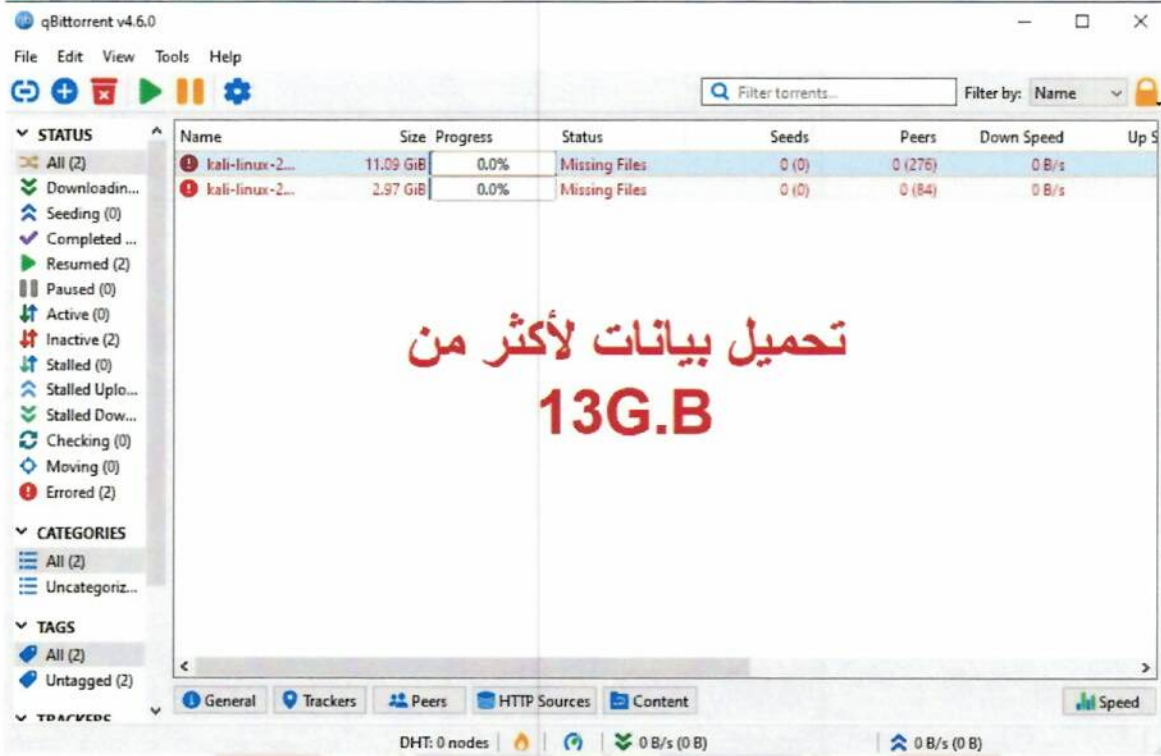 qBittorrent v4.6.0
File Edit View Tools Help
Filter torrents...
Filter by: Name
STATUS
All (2)
Downloadin...
Seeding (0)
Completed ...
Resumed (2)
Paused (0)
Active (0)
Inactive (2)
Stalled (0)
Stalled Uplo...
Stalled Dow...
Checking (0)
Moving (0)
Errored (2)
CATEGORIES
All (2)
Uncategoriz...
TAGS
All (2)
Untagged (2)
TRACKERS
Name Size Progress Status Seeds Peers Down Speed Up S
kali-linux-2... 11.09 GiB 0.0% Missing Files 0 (0) 0 (276) 0 B/s
kali-linux-2... 2.97 GiB 0.0% Missing Files 0 (0) 0 (84) 0 B/s
تحميل بيانات لأكثر من
13G.B
General Trackers Peers HTTP Sources Content Speed
DHT: 0 nodes 0 B/s (0 B) 0 B/s (0 B)